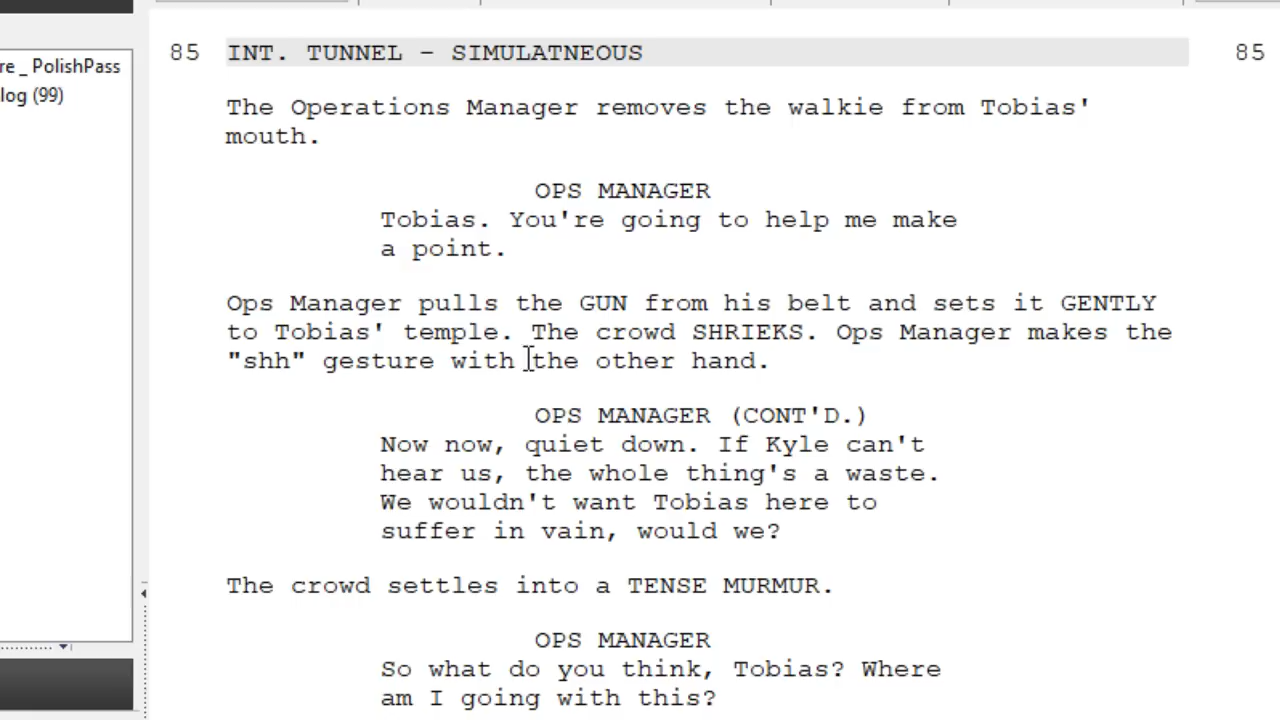 85 INT. TUNNEL - SIMULATNEOUS 85
re _ PolishPass
log (99)
The Operations Manager removes the walkie from Tobias'
mouth.
OPS MANAGER
Tobias. You're going to help me make
a point.
Ops Manager pulls the GUN from his belt and sets it GENTLY
to Tobias' temple. The crowd SHRIEKS. Ops Manager makes the
"shh" gesture with the other hand.
OPS MANAGER (CONT'D.)
Now now, quiet down. If Kyle can't
hear us, the whole thing's a waste.
We wouldn't want Tobias here to
suffer in vain, would we?
The crowd settles into a TENSE MURMUR.
OPS MANAGER
So what do you think, Tobias? Where
am I going with this?